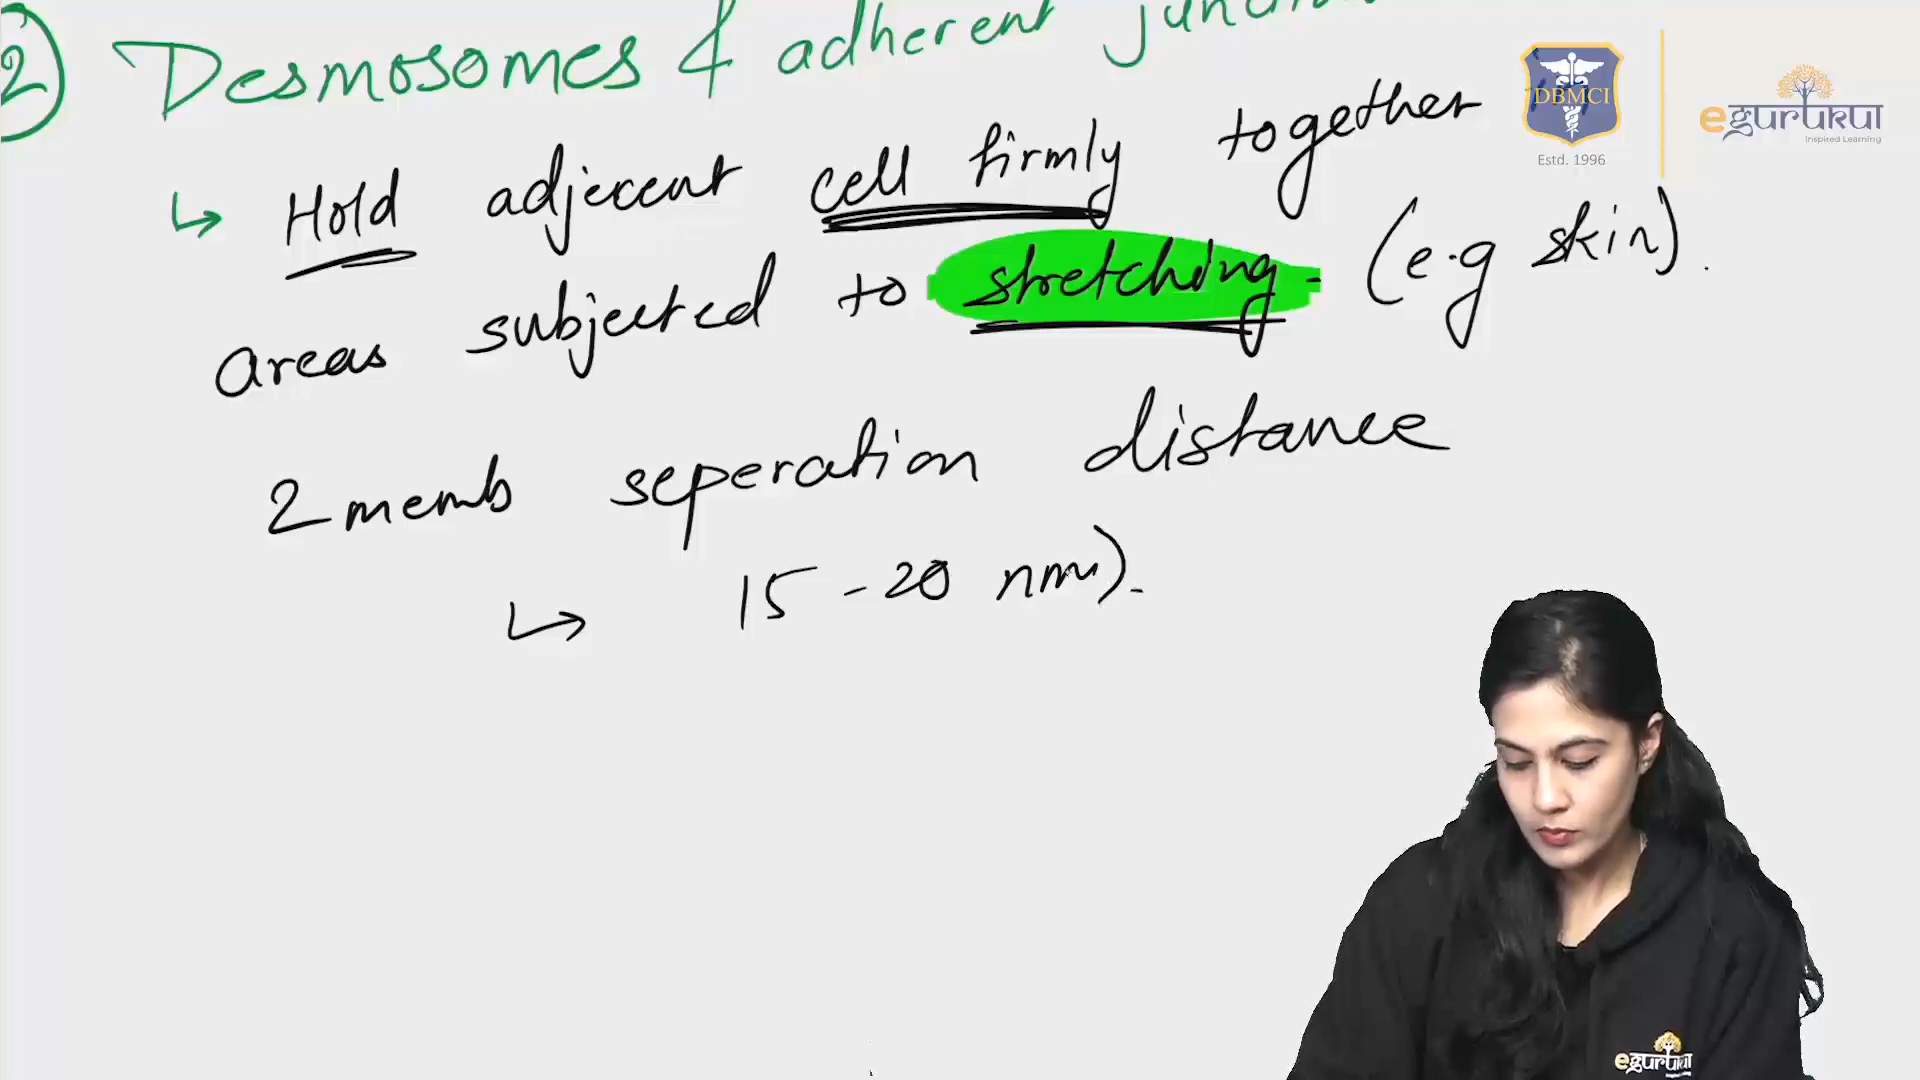 2) Desmosomes & adherent
↳ Hold adjecent cell firmly together
areas subjected to stretching - (e.g skin).
2 memb seperation distance
↳ 15 - 20 nm).
DBMCI
Estd. 1996
egurukul
Inspired Learning
egurukul